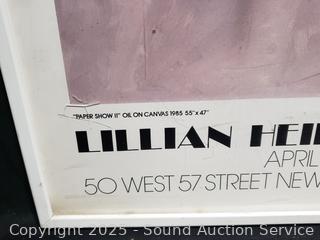 "PAPER SHOW II" OIL ON CANVAS 1985 55" x 47"
LILLIAN HEI
APRIL
50 WEST 57 STREET NEW
Copyright 2025 - Sound Auction Service